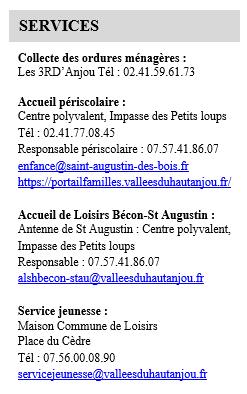 SERVICES
Collecte des ordures ménagères :
Les 3RD’Anjou Tél : 02.41.59.61.73
Accueil périscolaire :
Centre polyvalent, Impasse des Petits loups
Tél : 02.41.77.08.45
Responsable périscolaire : 07.57.41.86.07
enfance@saint-augustin-des-bois.fr
https://portailfamilles.valleesduhautanjou.fr/
Accueil de Loisirs Bécon-St Augustin :
Antenne de St Augustin : Centre polyvalent,
Impasse des Petits loups
Responsable : 07.57.41.86.07
alshbecon-stau@valleesduhautanjou.fr
Service jeunesse :
Maison Commune de Loisirs
Place du Cèdre
Tél : 07.56.00.08.90
servicejeunesse@valleesduhautanjou.fr